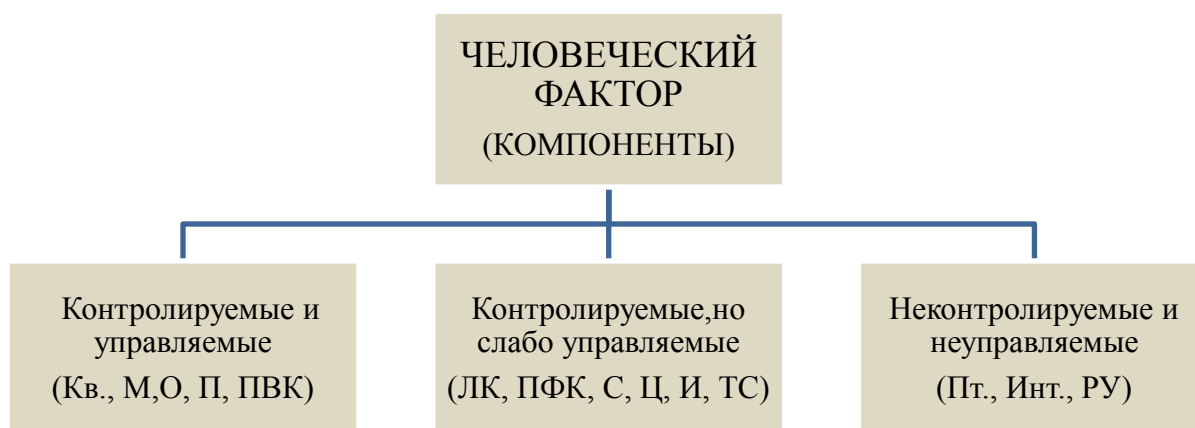 ЧЕЛОВЕЧЕСКИЙ
ФАКТОР
(КОМПОНЕНТЫ)
Контролируемые и
управляемые
(Кв., М,О, П, ПВК)
Контролируемые,но
слабо управляемые
(ЛК, ПФК, С, Ц, И, ТС)
Неконтролируемые и
неуправляемые
(Пт., Инт., РУ)